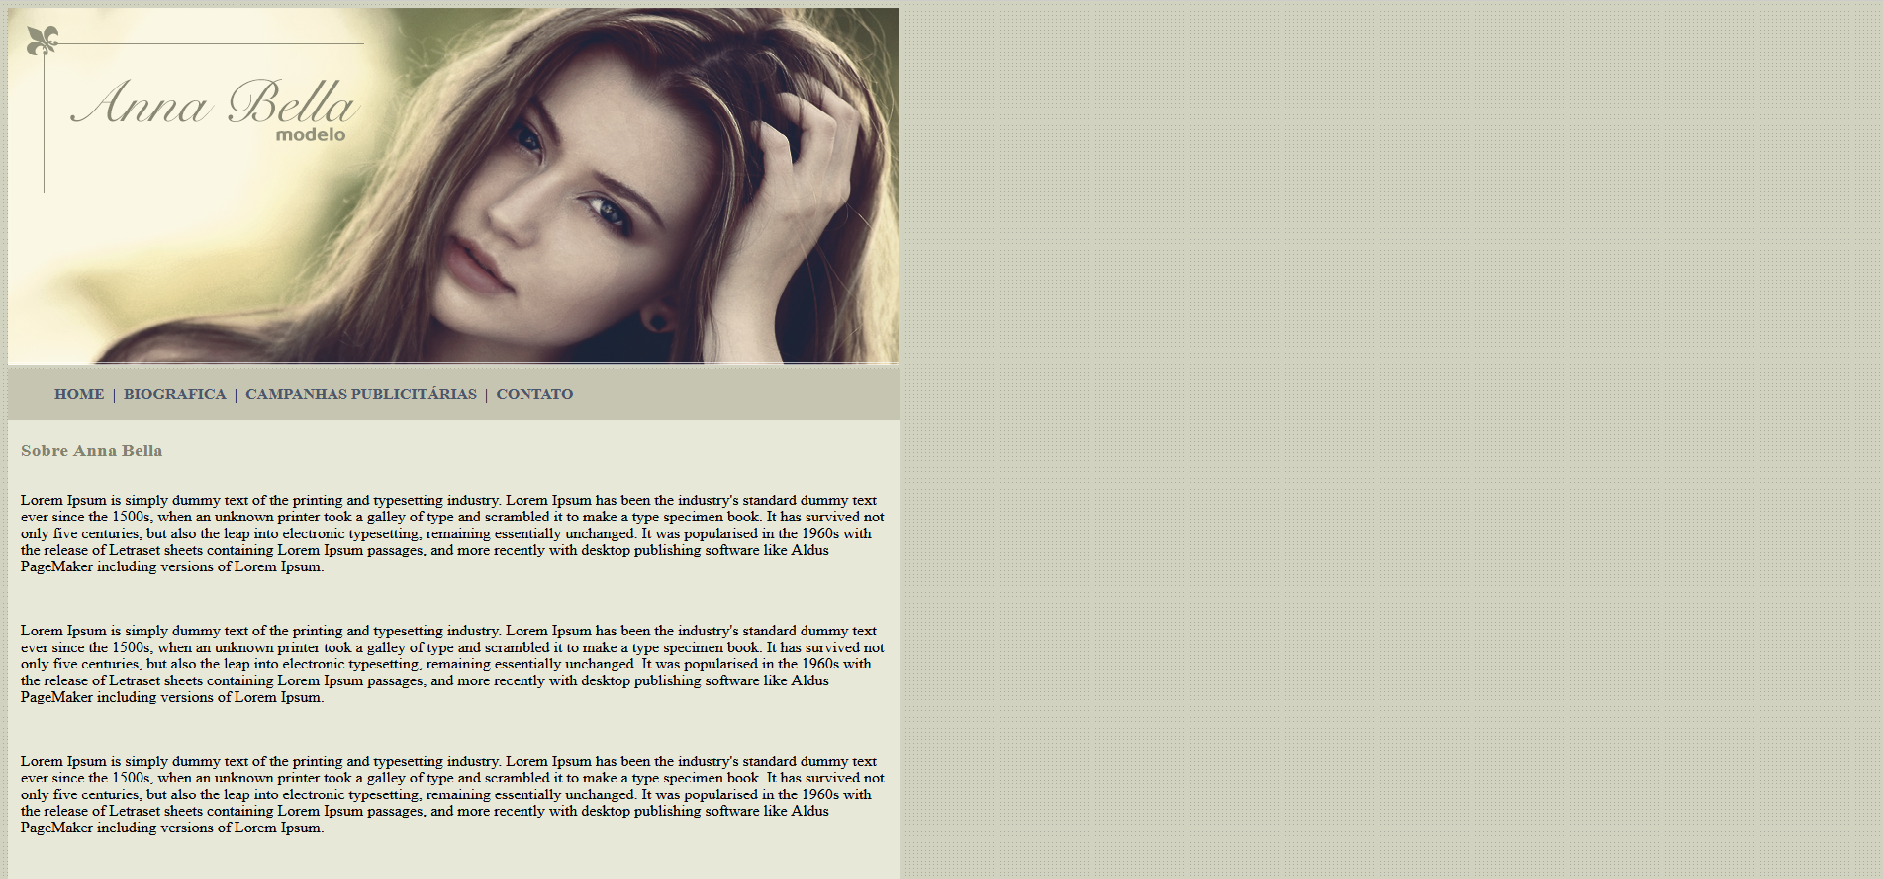 Anna Bella
modelo
HOME | BIOGRAFICA | CAMPANHAS PUBLICITÁRIAS | CONTATO
Sobre Anna Bella
Lorem Ipsum is simply dummy text of the printing and typesetting industry. Lorem Ipsum has been the industry's standard dummy text
ever since the 1500s, when an unknown printer took a galley of type and scrambled it to make a type specimen book. It has survived not
only five centuries, but also the leap into electronic typesetting, remaining essentially unchanged. It was popularised in the 1960s with
the release of Letraset sheets containing Lorem Ipsum passages, and more recently with desktop publishing software like Aldus
PageMaker including versions of Lorem Ipsum.
Lorem Ipsum is simply dummy text of the printing and typesetting industry. Lorem Ipsum has been the industry's standard dummy text
ever since the 1500s, when an unknown printer took a galley of type and scrambled it to make a type specimen book. It has survived not
only five centuries, but also the leap into electronic typesetting, remaining essentially unchanged. It was popularised in the 1960s with
the release of Letraset sheets containing Lorem Ipsum passages, and more recently with desktop publishing software like Aldus
PageMaker including versions of Lorem Ipsum.
Lorem Ipsum is simply dummy text of the printing and typesetting industry. Lorem Ipsum has been the industry's standard dummy text
ever since the 1500s, when an unknown printer took a galley of type and scrambled it to make a type specimen book. It has survived not
only five centuries, but also the leap into electronic typesetting, remaining essentially unchanged. It was popularised in the 1960s with
the release of Letraset sheets containing Lorem Ipsum passages, and more recently with desktop publishing software like Aldus
PageMaker including versions of Lorem Ipsum.